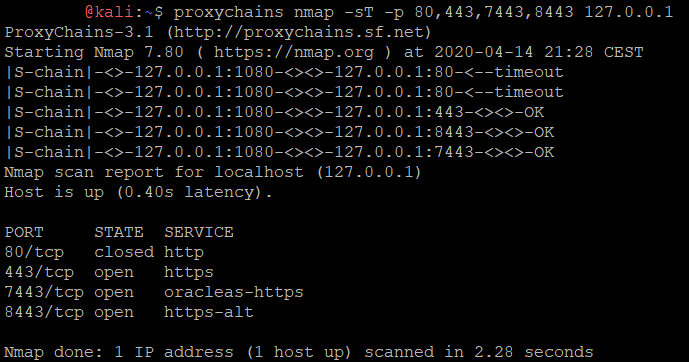 @kali:~$ proxychains nmap -sT -p 80,443,7443,8443 127.0.0.1
ProxyChains-3.1 (http://proxychains.sf.net)
Starting Nmap 7.80 ( https://nmap.org ) at 2020-04-14 21:28 CEST
|S-chain|-<>-127.0.0.1:1080-<><>-127.0.0.1:80-<--timeout
|S-chain|-<>-127.0.0.1:1080-<><>-127.0.0.1:80-<--timeout
|S-chain|-<>-127.0.0.1:1080-<><>-127.0.0.1:443-<><>-OK
|S-chain|-<>-127.0.0.1:1080-<><>-127.0.0.1:8443-<><>-OK
|S-chain|-<>-127.0.0.1:1080-<><>-127.0.0.1:7443-<><>-OK
Nmap scan report for localhost (127.0.0.1)
Host is up (0.40s latency).
PORT     STATE  SERVICE
80/tcp   closed http
443/tcp  open   https
7443/tcp open   oracleas-https
8443/tcp open   https-alt
Nmap done: 1 IP address (1 host up) scanned in 2.28 seconds